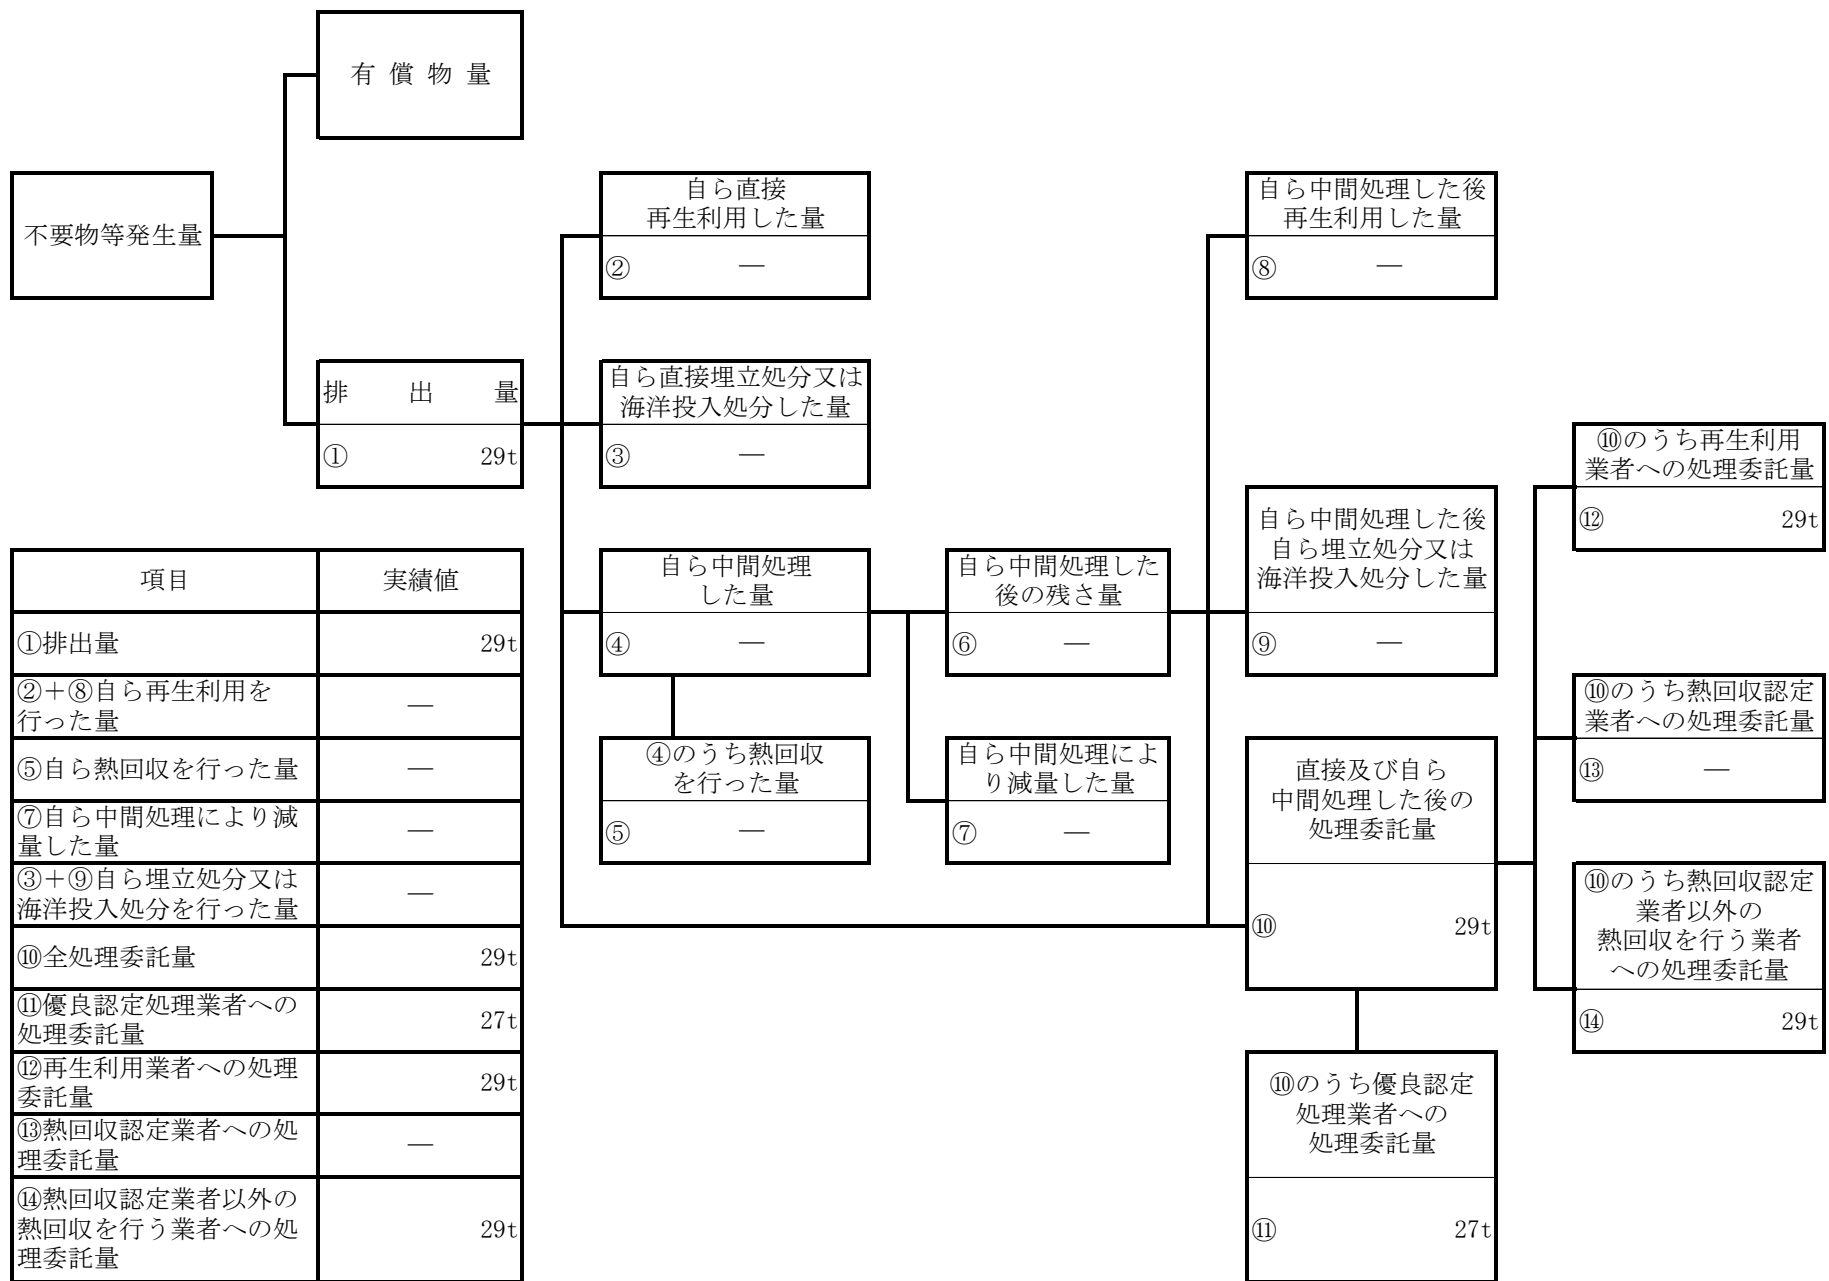 有 償 物 量
不要物等発生量
自ら直接
再生利用した量
② ―
自ら中間処理した後
再生利用した量
⑧ ―
排 出 量
① 29t
自ら直接埋立処分又は
海洋投入処分した量
③ ―
⑩のうち再生利用
業者への処理委託量
⑫ 29t
自ら中間処理
した量
④ ―
自ら中間処理した
後の残さ量
⑥ ―
自ら中間処理した後
自ら埋立処分又は
海洋投入処分した量
⑨ ―
④のうち熱回収
を行った量
⑤ ―
自ら中間処理によ
り減量した量
⑦ ―
直接及び自ら
中間処理した後の
処理委託量
⑩ 29t
⑩のうち熱回収認定
業者への処理委託量
⑬ ―
⑩のうち熱回収認定
業者以外の
熱回収を行う業者
への処理委託量
⑭ 29t
⑩のうち優良認定
処理業者への
処理委託量
⑪ 27t
項目 実績値
①排出量 29t
②＋⑧自ら再生利用を
行った量 ―
⑤自ら熱回収を行った量 ―
⑦自ら中間処理により減
量した量 ―
③＋⑨自ら埋立処分又は
海洋投入処分を行った量 ―
⑩全処理委託量 29t
⑪優良認定処理業者への
処理委託量 27t
⑫再生利用業者への処理
委託量 29t
⑬熱回収認定業者への処
理委託量 ―
⑭熱回収認定業者以外の
熱回収を行う業者への処
理委託量 29t